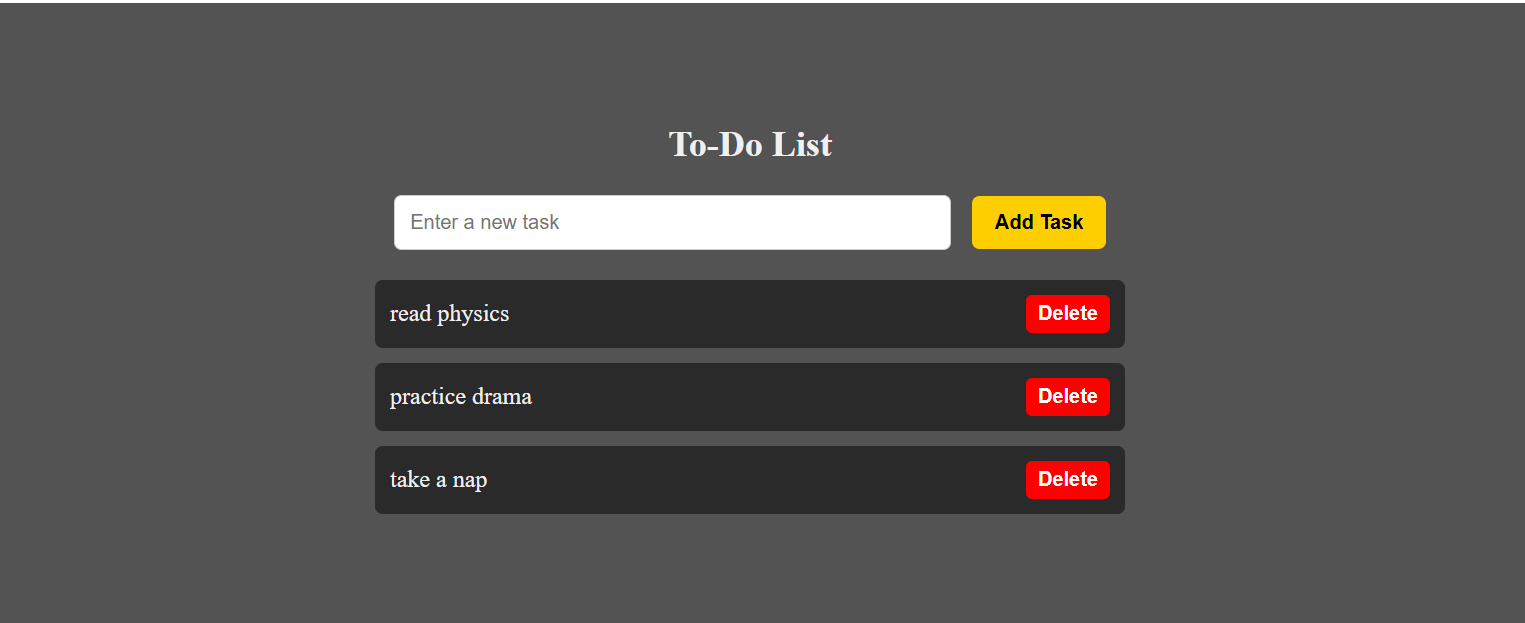 To-Do List
Enter a new task
Add Task
read physics
Delete
practice drama
Delete
take a nap
Delete